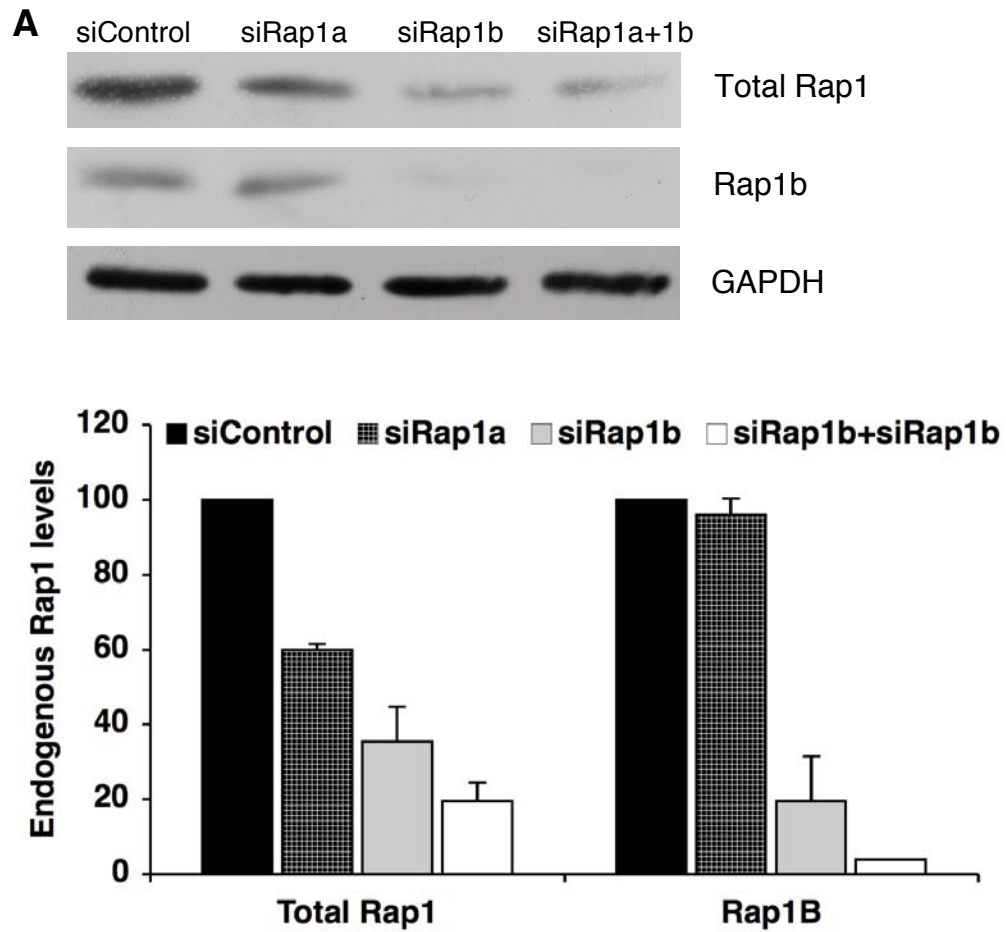 A
siControl siRap1a siRap1b siRap1a+1b
Total Rap1
Rap1b
GAPDH
siControl siRap1a siRap1b siRap1b+siRap1b
Endogenous Rap1 levels
120
100
80
60
40
20
0
Total Rap1 Rap1B